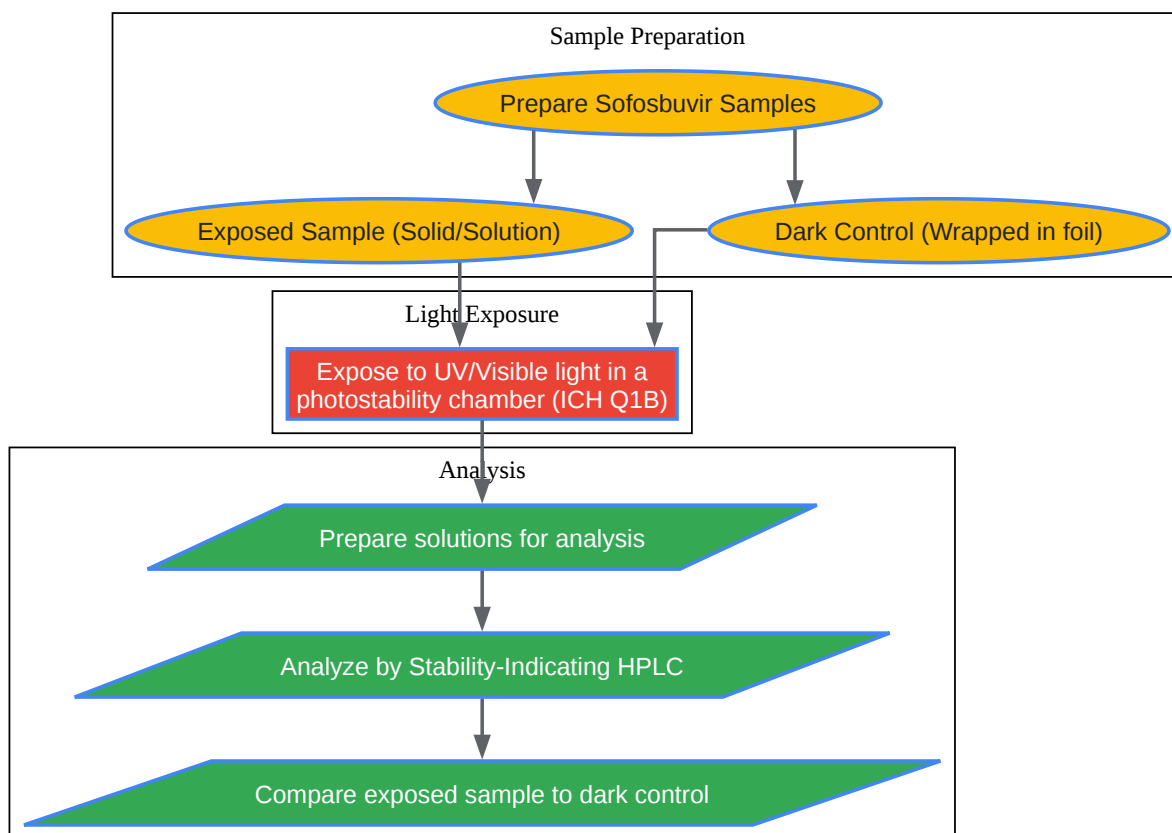 Sample Preparation
Prepare Sofosbuvir Samples
Exposed Sample (Solid/Solution)
Dark Control (Wrapped in foil)
Light Exposure
Expose to UV/Visible light in a
photostability chamber (ICH Q1B)
Analysis
Prepare solutions for analysis
Analyze by Stability-Indicating HPLC
Compare exposed sample to dark control